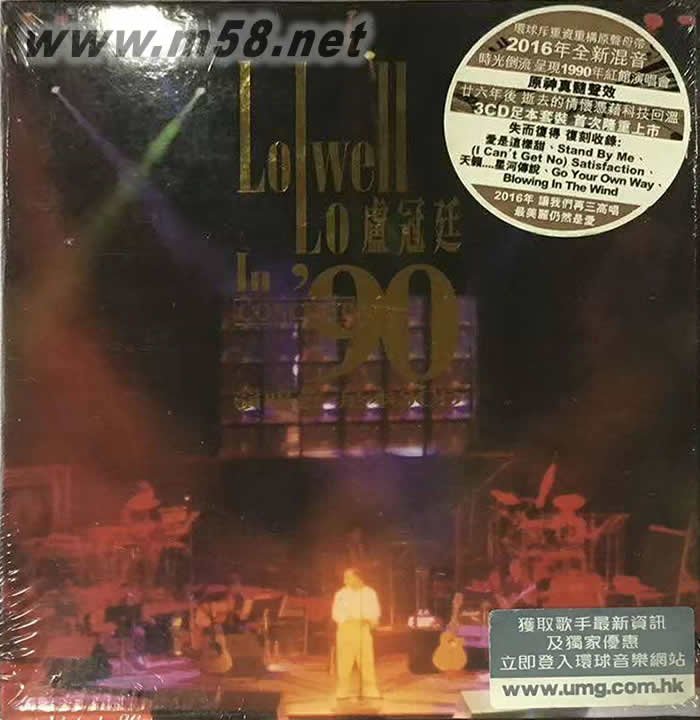 www.m58.net
環球斥重資重構原聲母帶
2016年全新混音
時光倒流 呈現1990年紅館演唱會
原神真髓聲效
廿六年後 逝去的情懷憑藉科技回溫
3CD足本套裝 首次隆重上市
失而復得 復刻收錄:
愛是這樣甜、Stand By Me、
(I Can't Get No) Satisfaction、
天籟....星河傳說、Go Your Own Way、
Blowing In The Wind
2016年 讓我們再三高唱
最美麗仍然是愛
Lowell
Lo 盧冠廷
In '90
CONCERT
獲取歌手最新資訊
及獨家優惠
立即登入環球音樂網站
www.umg.com.hk